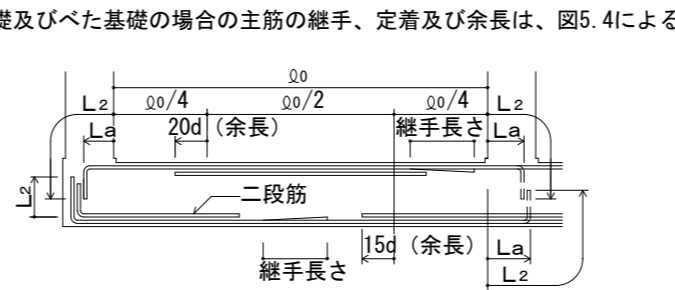 礎及びべた基礎の場合の主筋の継手、定着及び余長は、図5.4による
ℓ0
L2 ℓ0/4 ℓ0/2 ℓ0/4 L2
La 20d（余長） 継手長さ La
L2 二段筋
15d（余長） La
継手長さ L2